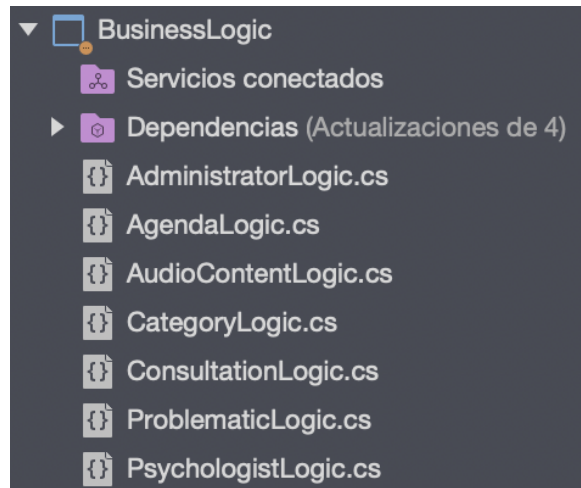 BusinessLogic
Servicios conectados
Dependencias (Actualizaciones de 4)
AdministratorLogic.cs
AgendaLogic.cs
AudioContentLogic.cs
CategoryLogic.cs
ConsultationLogic.cs
ProblematicLogic.cs
PsychologistLogic.cs